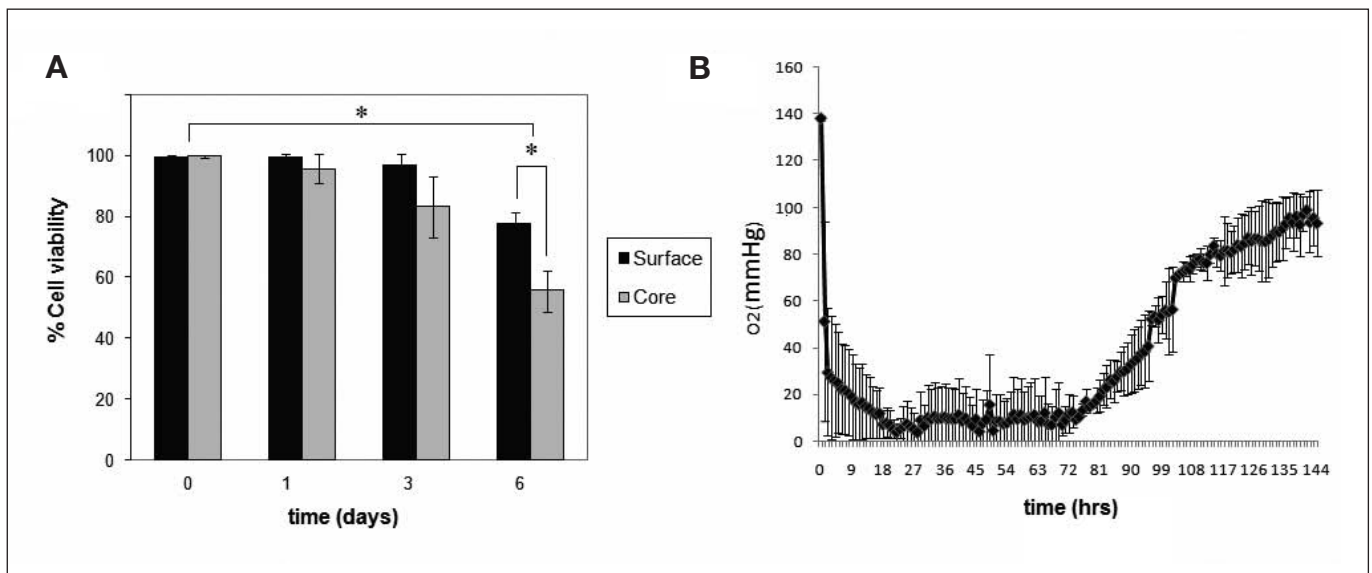 A
% Cell viability
100
80
60
40
20
0
*
*
0 1 3 6
time (days)
Surface
Core
B
O2(mmHg)
160
140
120
100
80
60
40
20
0
0 9 18 27 36 45 54 63 72 81 90 99 108 117 126 135 144
time (hrs)